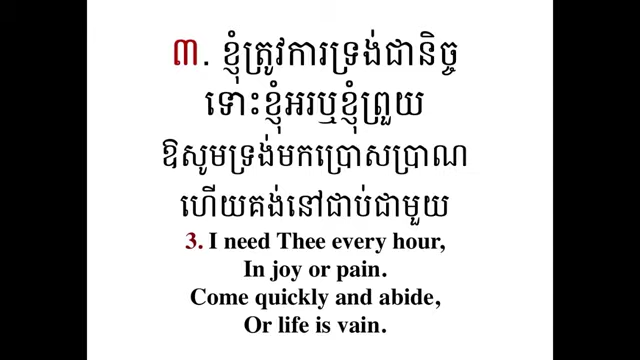 ៣. ខ្ញុំត្រូវការទ្រង់ជានិច្ច
ទោះខ្ញុំអរឬខ្ញុំព្រួយ
ឱសូមទ្រង់មកប្រោសប្រាណ
ហើយគង់នៅជាប់ជាមួយ
3. I need Thee every hour,
In joy or pain.
Come quickly and abide,
Or life is vain.